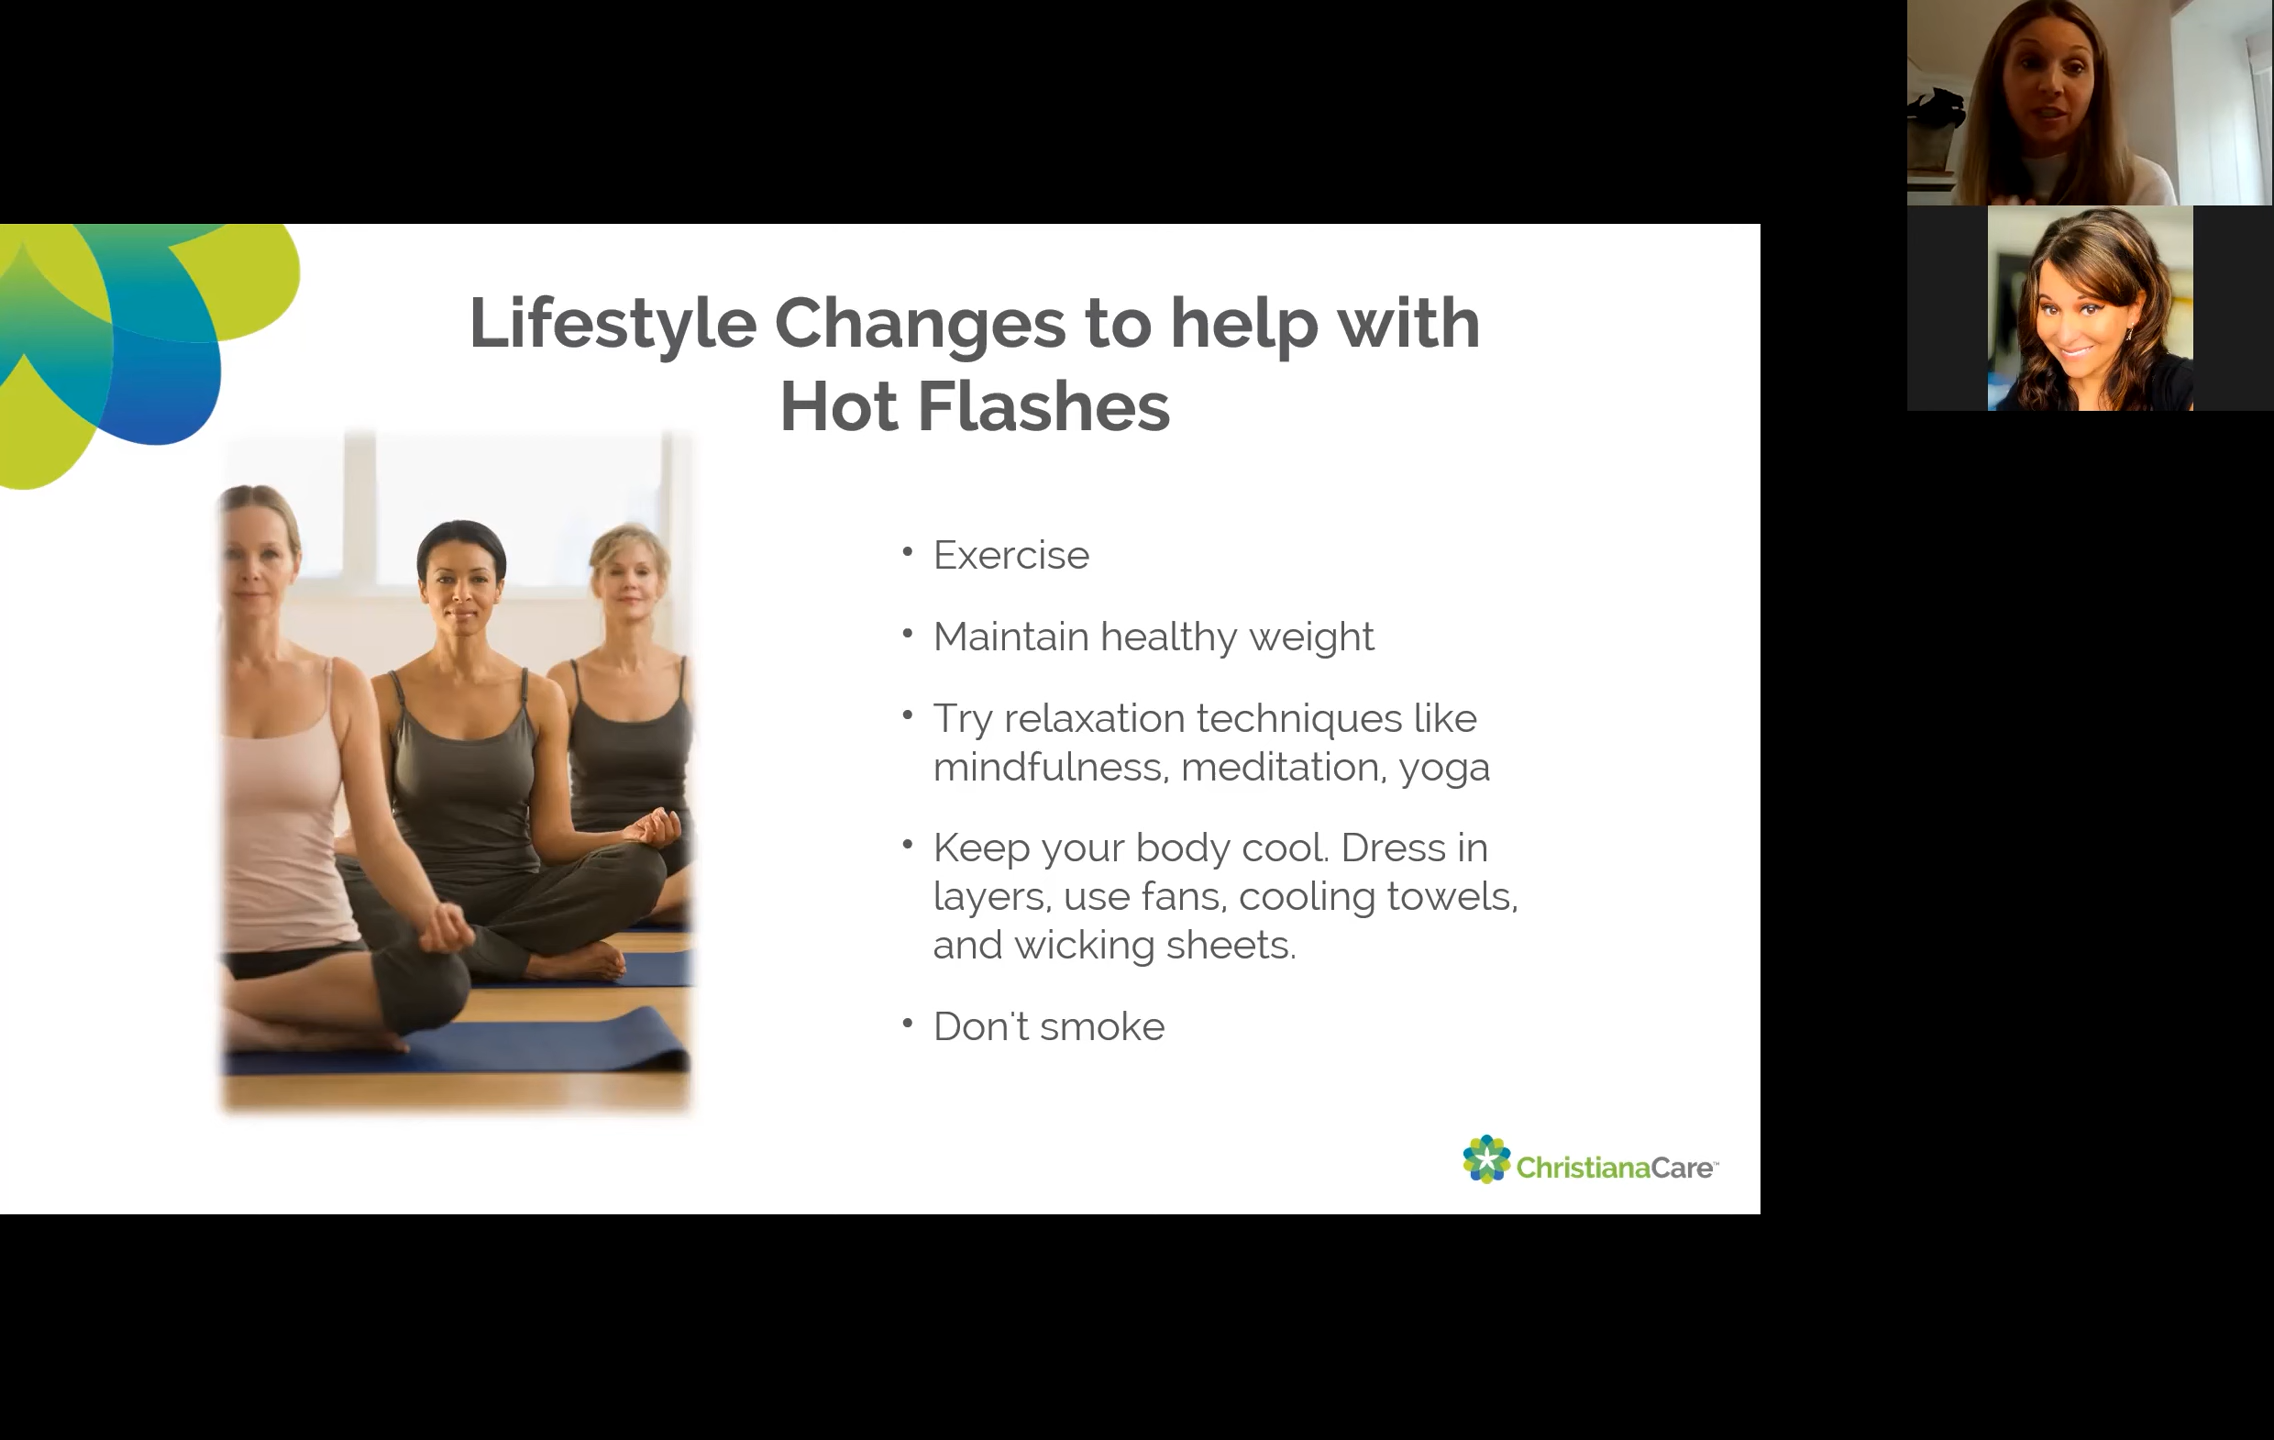 Lifestyle Changes to help with
Hot Flashes
• Exercise
• Maintain healthy weight
• Try relaxation techniques like
mindfulness, meditation, yoga
• Keep your body cool. Dress in
layers, use fans, cooling towels,
and wicking sheets.
• Don't smoke
ChristianaCare™